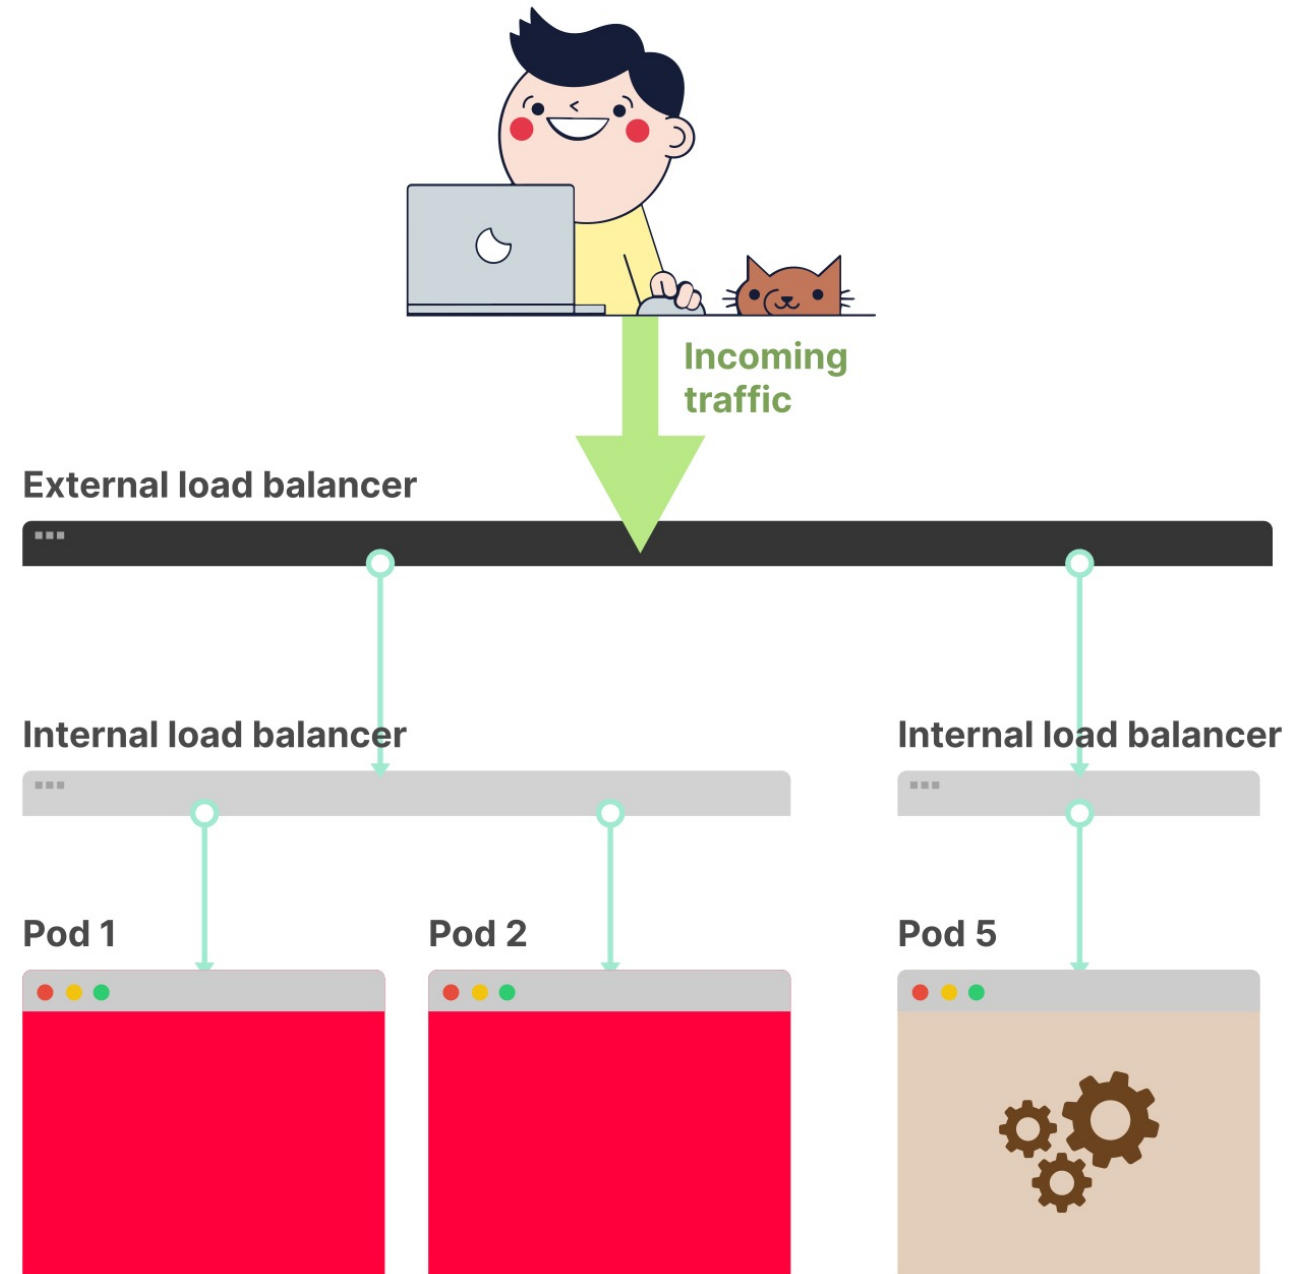 Incoming
traffic
External load balancer
Internal load balancer
Internal load balancer
Pod 1
Pod 2
Pod 5